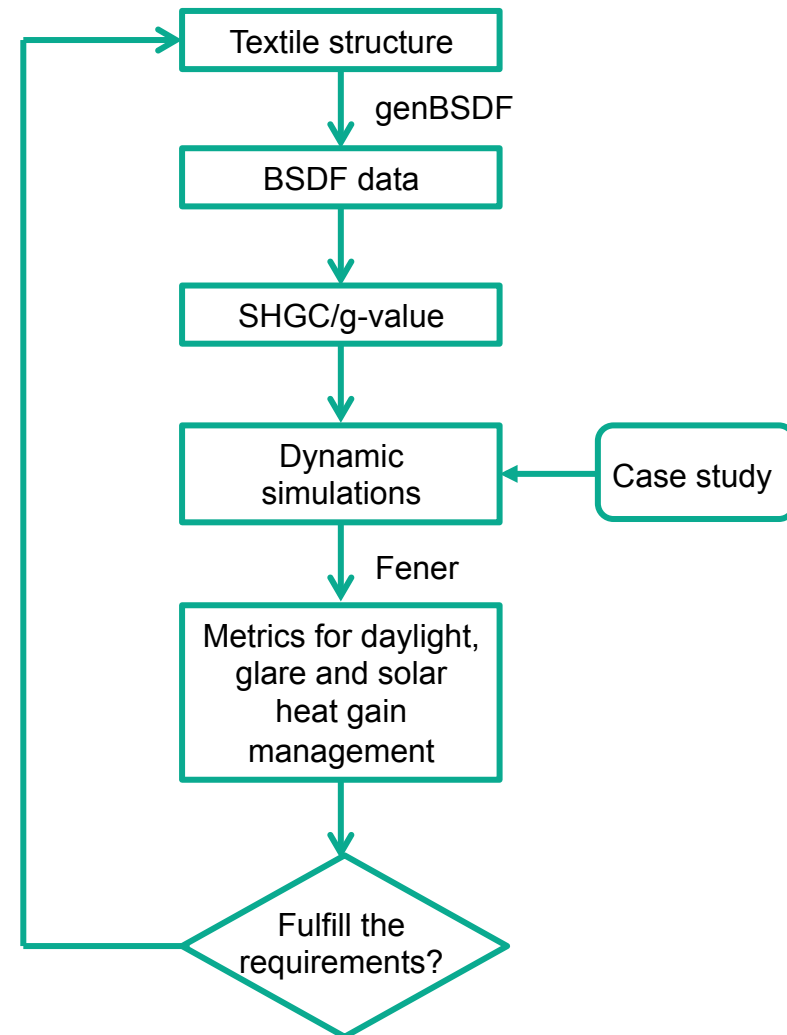 Textile structure
genBSDF
BSDF data
SHGC/g-value
Dynamic
simulations
Case study
Fener
Metrics for daylight,
glare and solar
heat gain
management
Fulfill the
requirements?